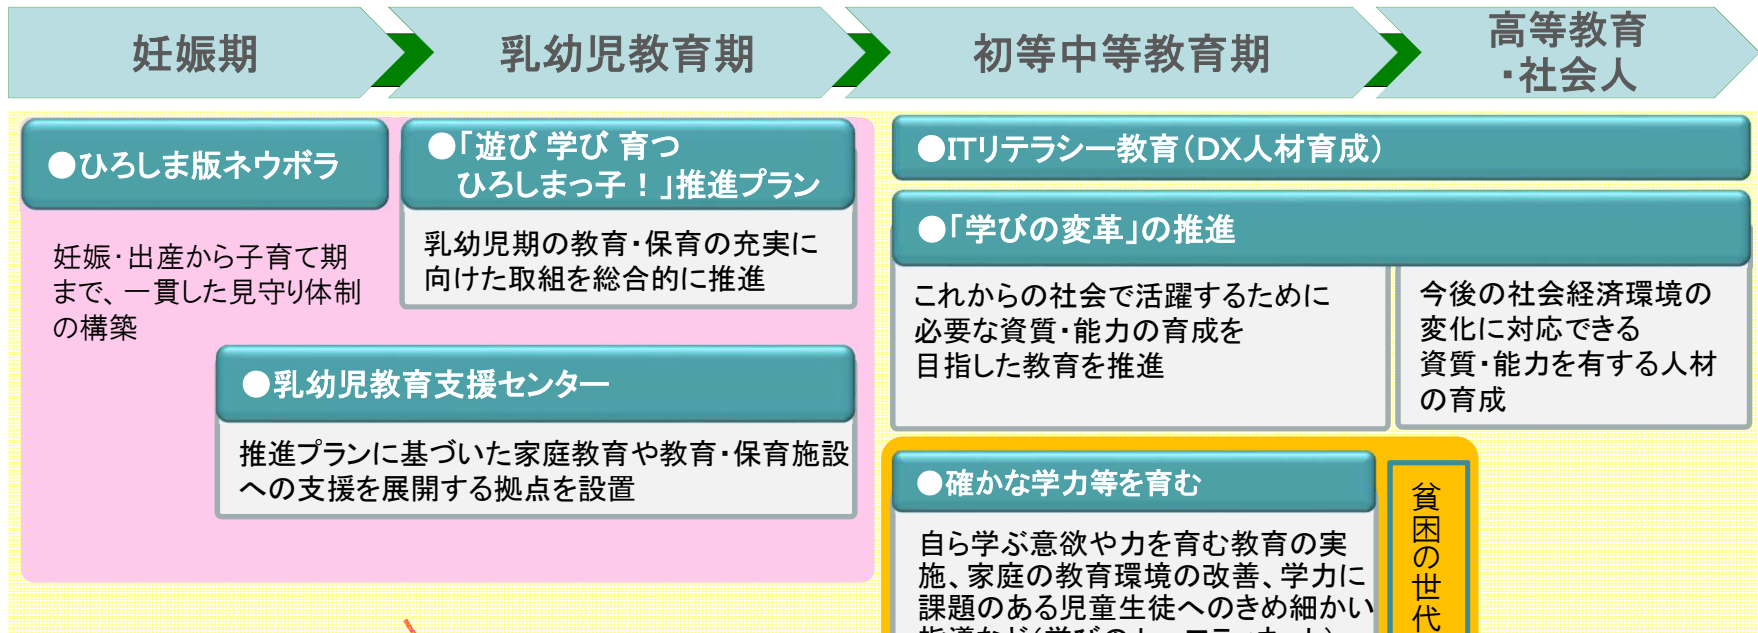 妊娠期
乳幼児教育期
初等中等教育期
高等教育
・社会人
●ひろしま版ネウボラ
妊娠・出産から子育て期
まで、一貫した見守り体制
の構築
●「遊び 学び 育つ
ひろしまっ子！」推進プラン
乳幼児期の教育・保育の充実に
向けた取組を総合的に推進
●乳幼児教育支援センター
推進プランに基づいた家庭教育や教育・保育施設
への支援を展開する拠点を設置
●ITリテラシー教育（DX人材育成）
●「学びの変革」の推進
これからの社会で活躍するために
必要な資質・能力の育成を
目指した教育を推進
今後の社会経済環境の
変化に対応できる
資質・能力を有する人材
の育成
●確かな学力等を育む
自ら学ぶ意欲や力を育む教育の実
施、家庭の教育環境の改善、学力に
課題のある児童生徒へのきめ細かい
貧困の世代